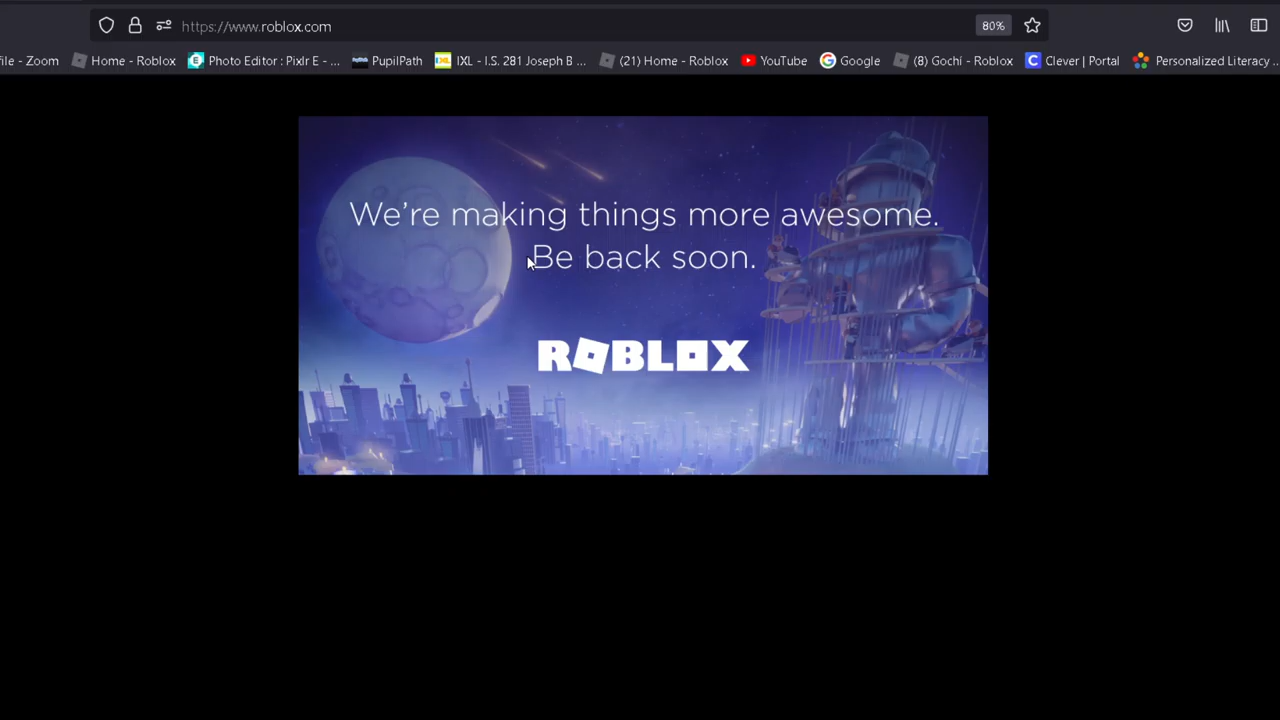 https://www.roblox.com
80%
file - Zoom
Home - Roblox
Photo Editor : Pixlr E - ...
PupilPath
IXL - I.S. 281 Joseph B ...
(21) Home - Roblox
YouTube
Google
(8) Gochi - Roblox
Clever | Portal
Personalized Literacy ...
We’re making things more awesome.
Be back soon.
ROBLOX